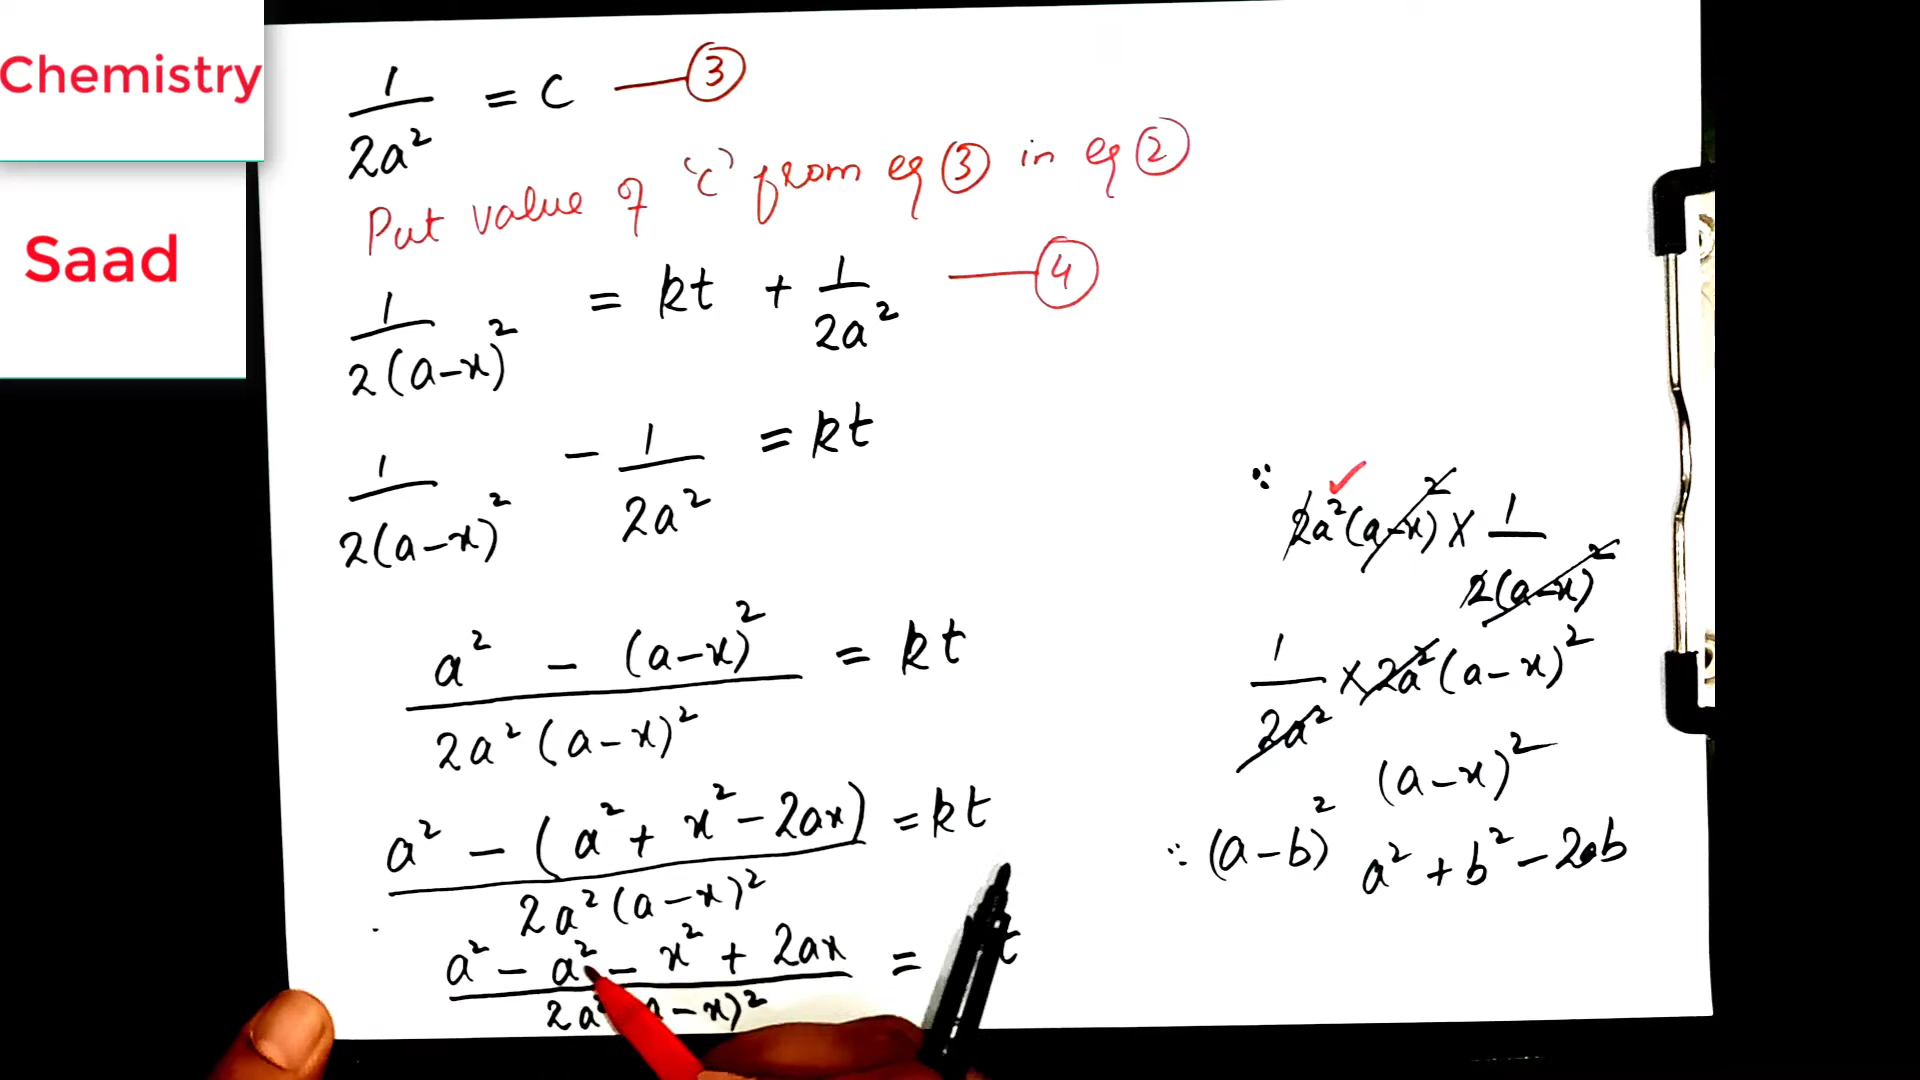 Chemistry
Saad
1/2a² = c — ③
Put value of 'c' from eq ③ in eq ②
1/2(a-x)² = kt + 1/2a² — ④
1/2(a-x)² - 1/2a² = kt
∵ 2a²(a-x)² × 1/2(a-x)²
1/2a² × 2a²(a-x)²
a² - (a-x)² / 2a²(a-x)² = kt
(a-x)²
a² - (a² + x² - 2ax) / 2a²(a-x)² = kt
∵ (a-b)² a² + b² - 2ab
a² - a² - x² + 2ax / 2a² a-x)² = t